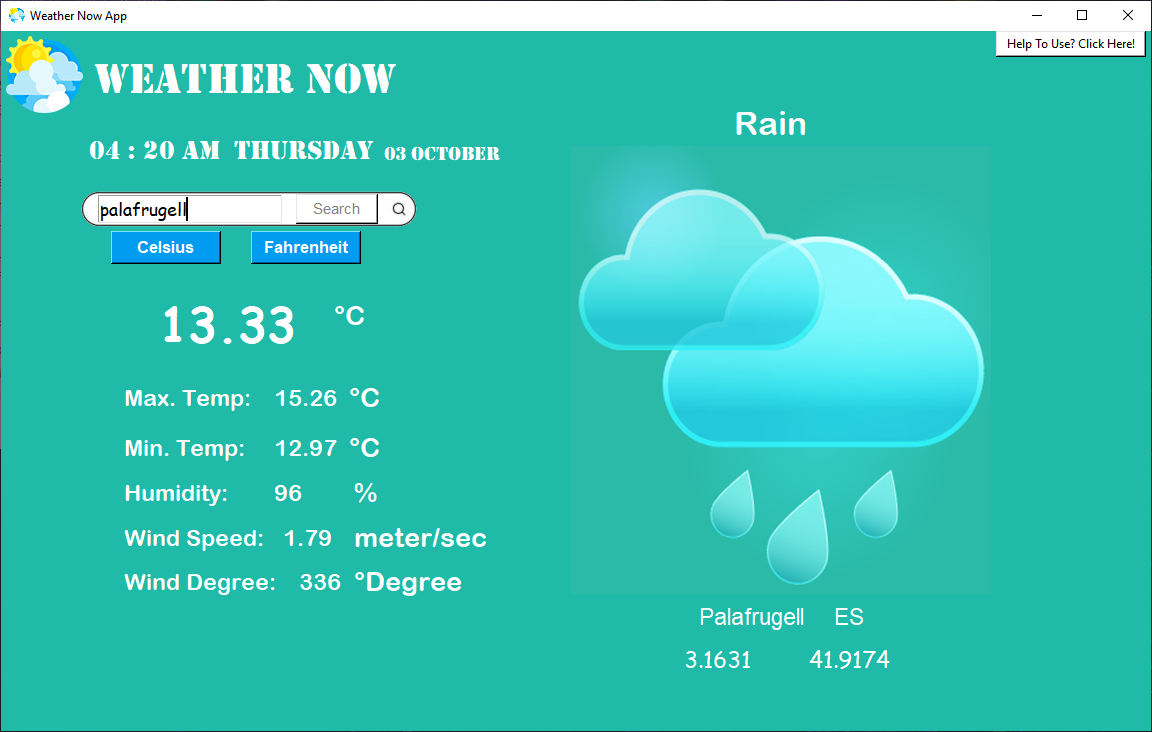 Weather Now App
Help To Use? Click Here!
WEATHER NOW
04 : 20 AM THURSDAY 03 OCTOBER
palafrugell Search
Celsius Fahrenheit
13.33 °C
Max. Temp: 15.26 °C
Min. Temp: 12.97 °C
Humidity: 96 %
Wind Speed: 1.79 meter/sec
Wind Degree: 336 °Degree
Rain
Palafrugell ES
3.1631 41.9174